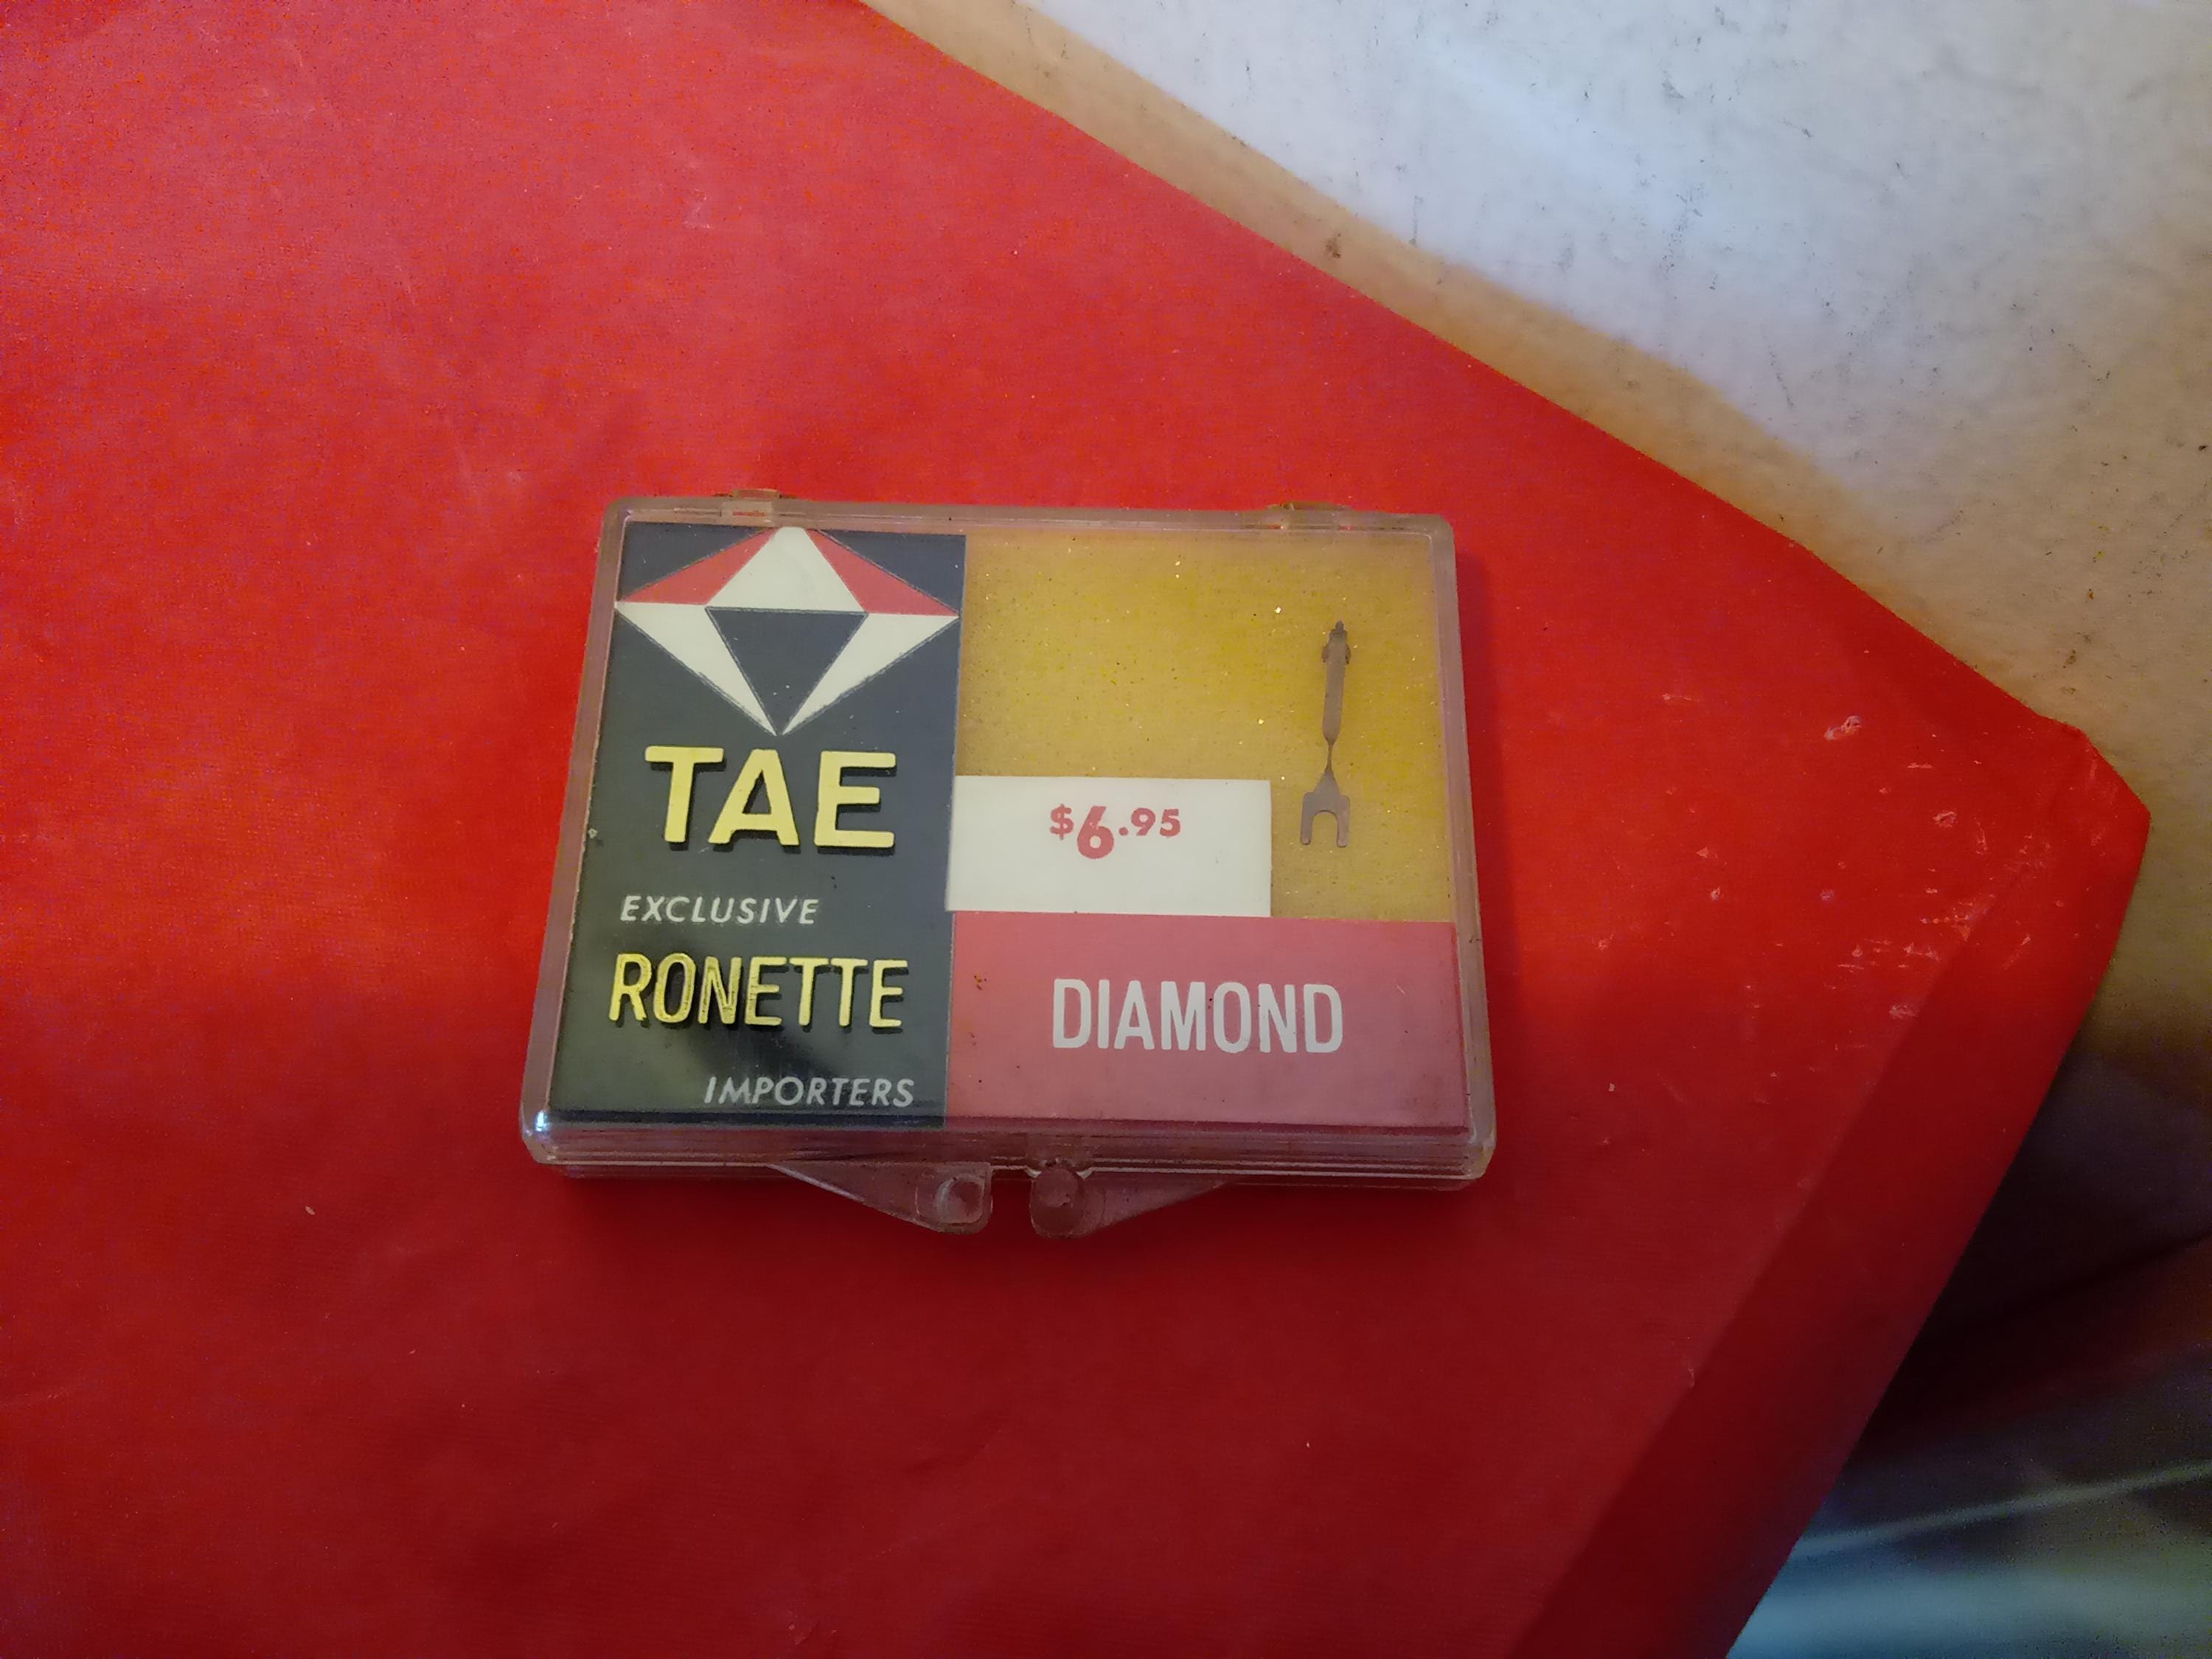 TAE
EXCLUSIVE
RONETTE
IMPORTERS
$6.95
DIAMOND